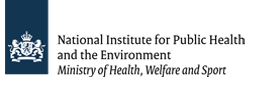 National Institute for Public Health
and the Environment
Ministry of Health, Welfare and Sport